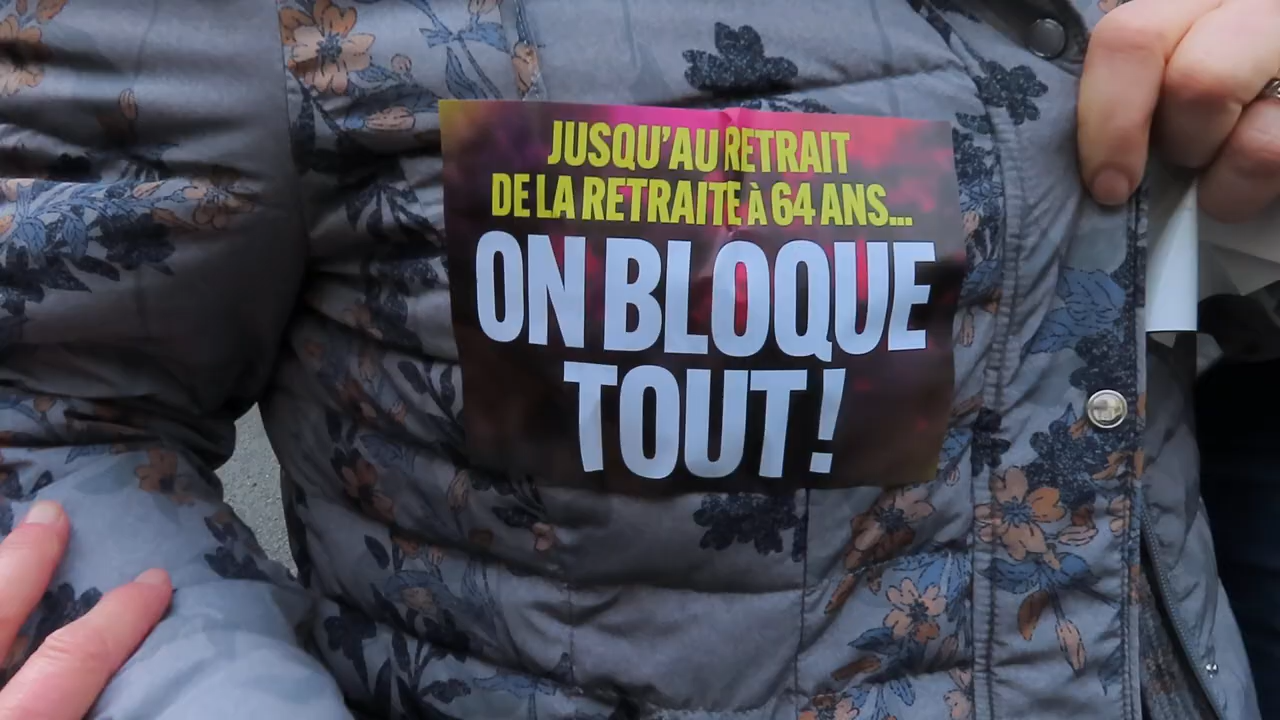 JUSQU'AU RETRAIT
DE LA RETRAITE À 64 ANS...
ON BLOQUE
TOUT !